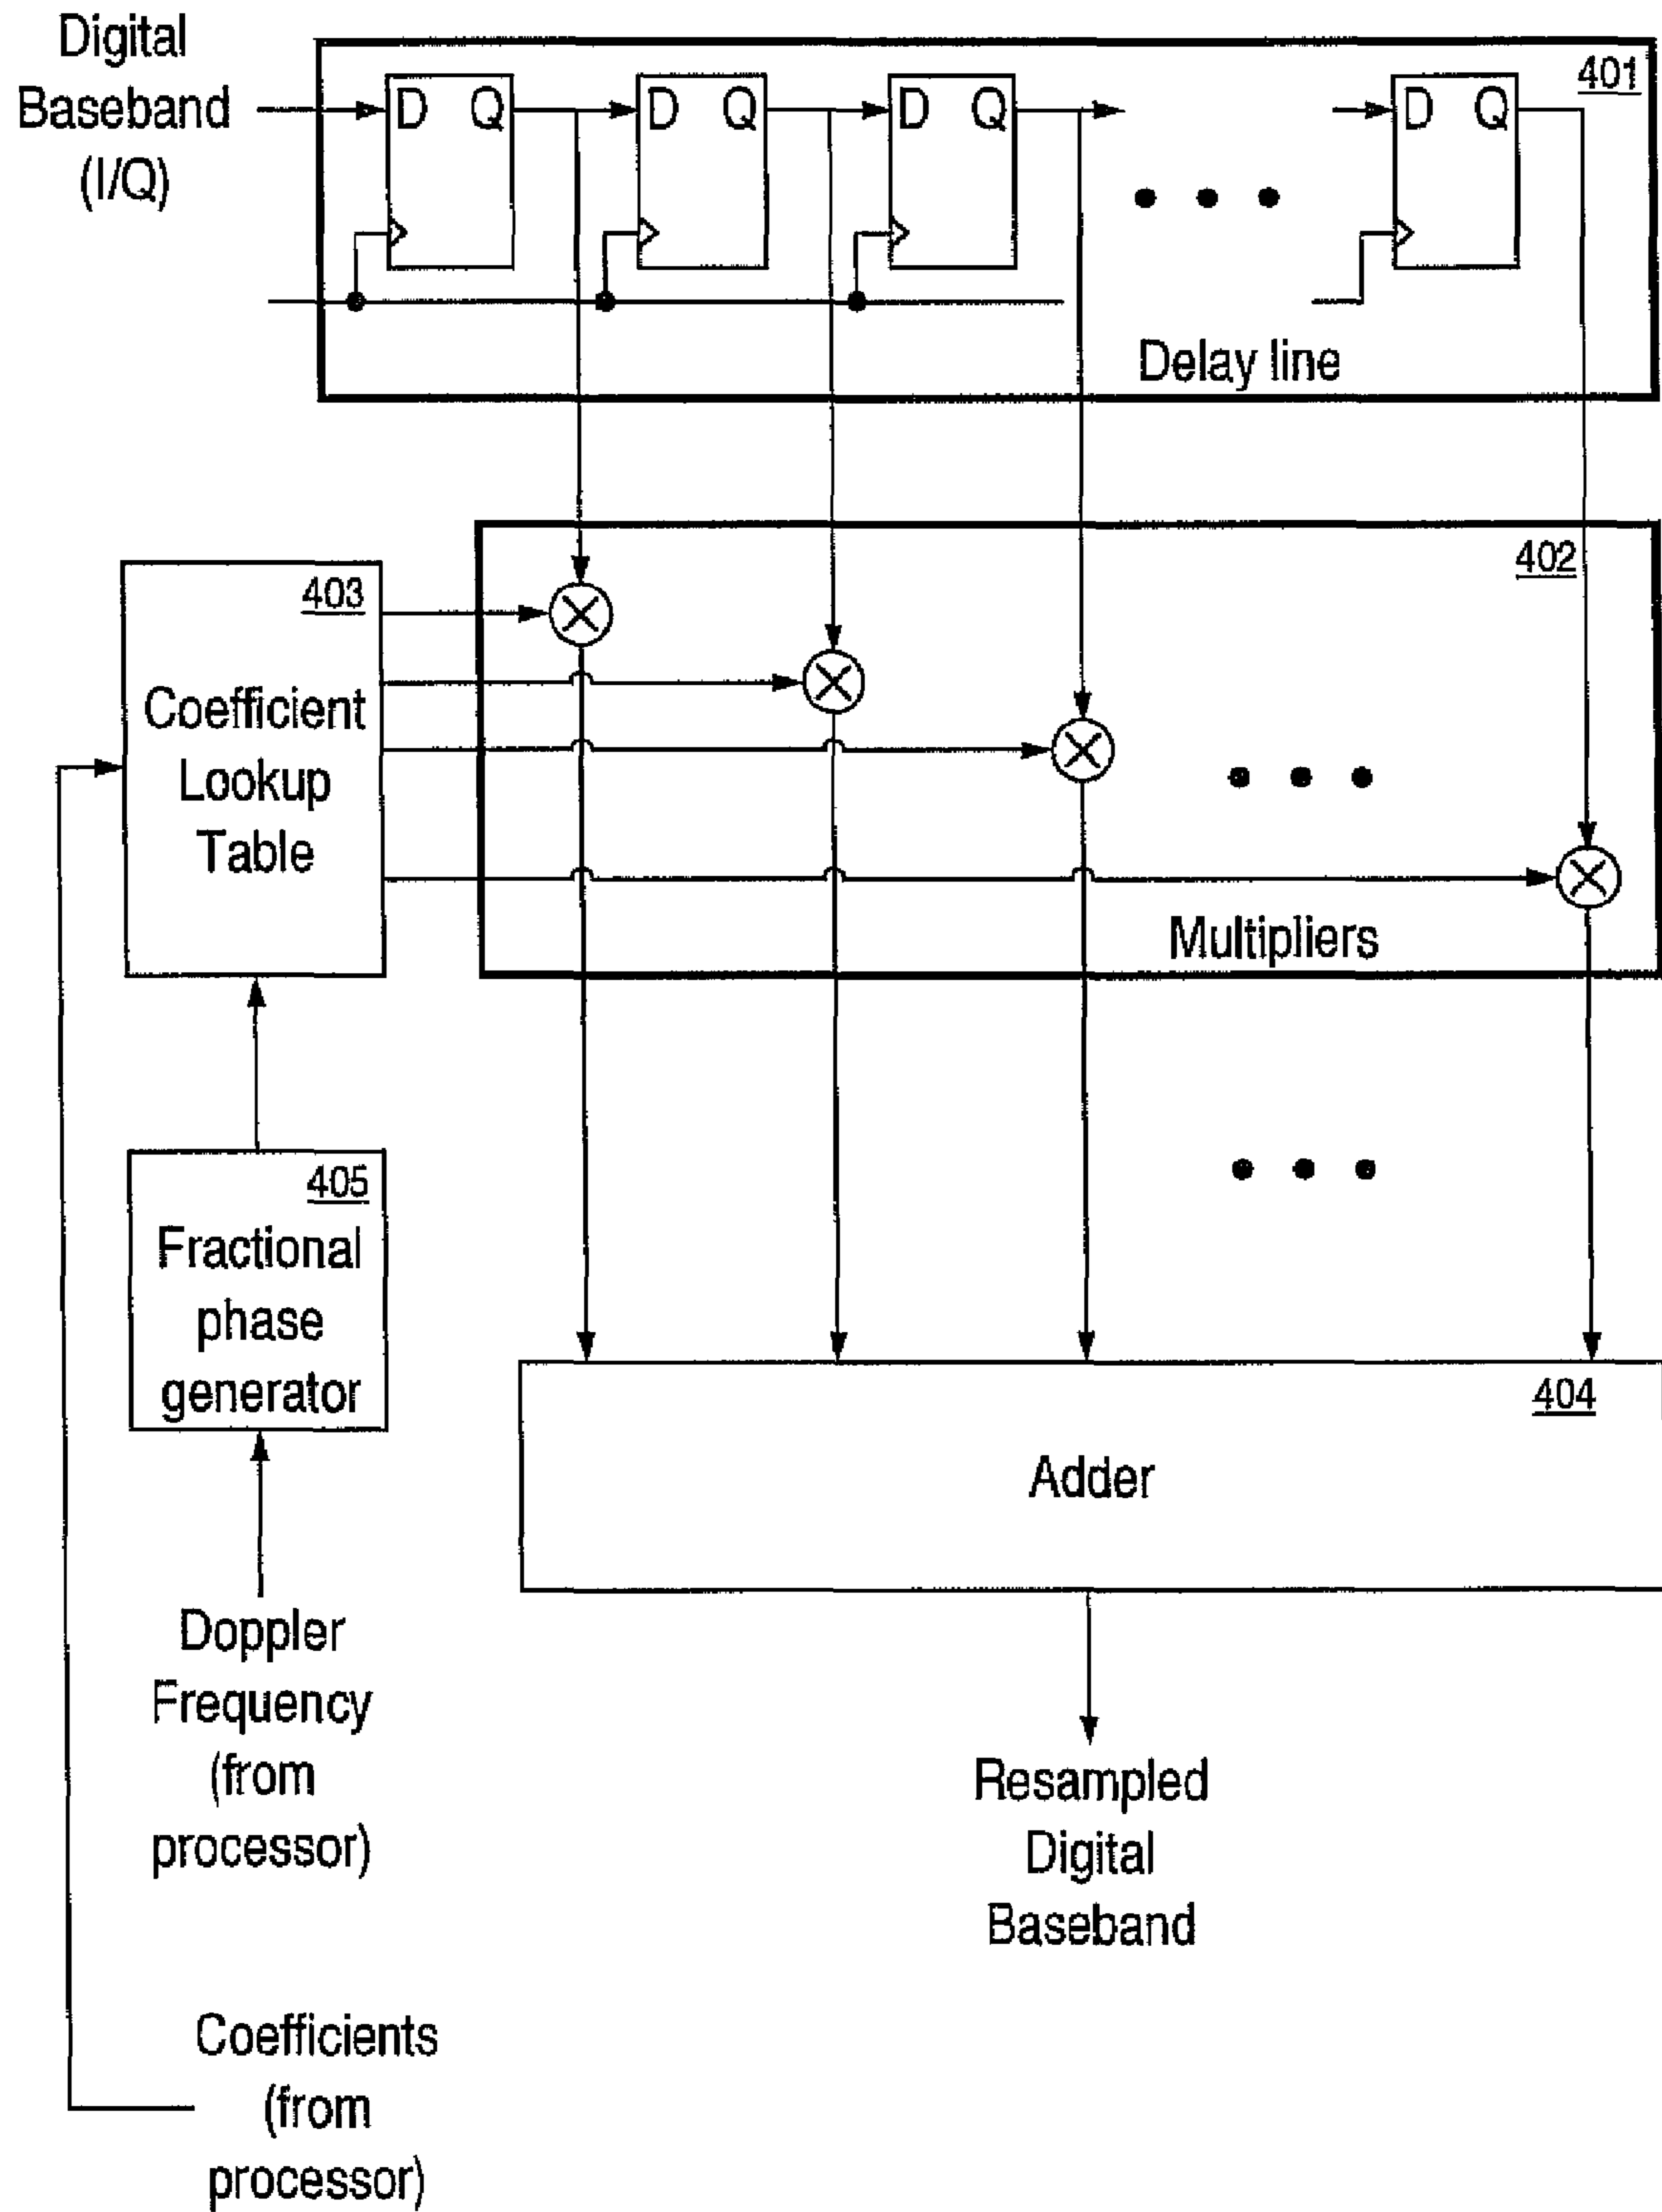 Digital
Baseband
(I/Q)
401
D Q D Q D Q D Q
Delay line
402
403
Coefficient
Lookup
Table
Multipliers
405
Fractional
phase
generator
404
Adder
Doppler
Frequency
(from
processor)
Resampled
Digital
Baseband
Coefficients
(from
processor)